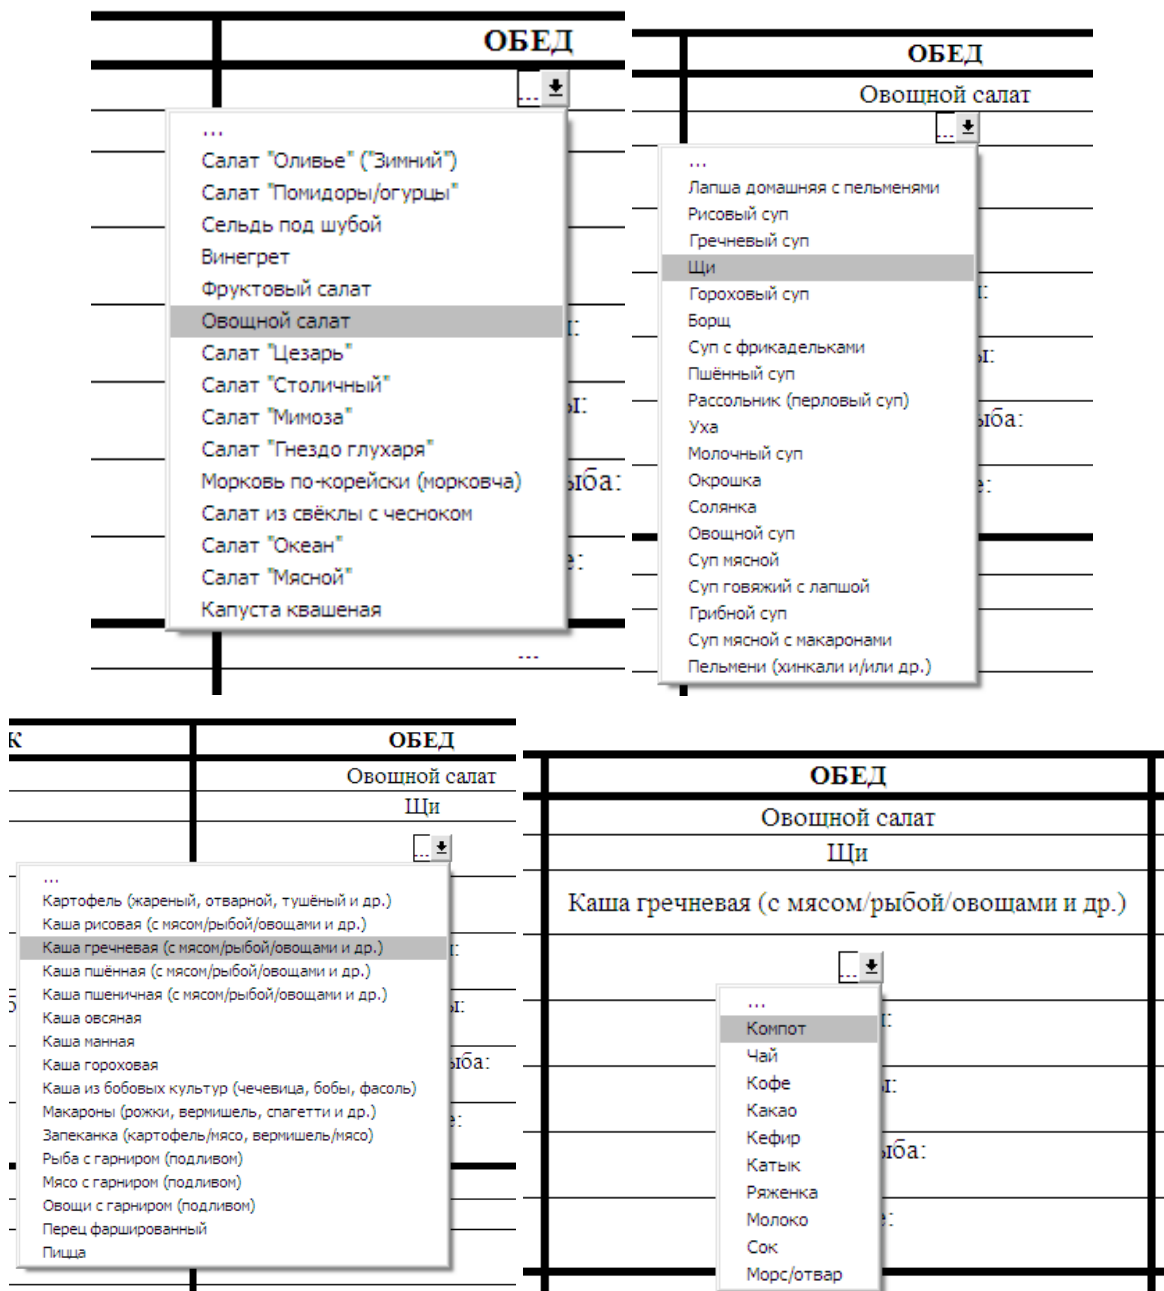 ОБЕД
...
...
Салат "Оливье" ("Зимний")
Салат "Помидоры/огурцы"
Сельдь под шубой
Винегрет
Фруктовый салат
Овощной салат
Салат "Цезарь"
Салат "Столичный"
Салат "Мимоза"
Салат "Гнездо глухаря"
Морковь по-корейски (морковча)
Салат из свёклы с чесноком
Салат "Океан"
Салат "Мясной"
Капуста квашеная
...
ОБЕД
Овощной салат
...
...
Лапша домашняя с пельменями
Рисовый суп
Гречневый суп
Щи
Гороховый суп
Борщ
Суп с фрикадельками
Пшённый суп
Рассольник (перловый суп)
Уха
Молочный суп
Окрошка
Солянка
Овощной суп
Суп мясной
Суп говяжий с лапшой
Грибной суп
Суп мясной с макаронами
Пельмени (хинкали и/или др.)
К
ОБЕД
Овощной салат
Щи
...
...
Картофель (жареный, отварной, тушёный и др.)
Каша рисовая (с мясом/рыбой/овощами и др.)
Каша гречневая (с мясом/рыбой/овощами и др.)
Каша пшённая (с мясом/рыбой/овощами и др.)
Каша пшеничная (с мясом/рыбой/овощами и др.)
Каша овсяная
Каша манная
Каша гороховая
Каша из бобовых культур (чечевица, бобы, фасоль)
Макароны (рожки, вермишель, спагетти и др.)
Запеканка (картофель/мясо, вермишель/мясо)
Рыба с гарниром (подливом)
Мясо с гарниром (подливом)
Овощи с гарниром (подливом)
Перец фаршированный
Пицца
ОБЕД
Овощной салат
Щи
Каша гречневая (с мясом/рыбой/овощами и др.)
...
...
Компот
Чай
Кофе
Какао
Кефир
Катык
Ряженка
Молоко
Сок
Морс/отвар